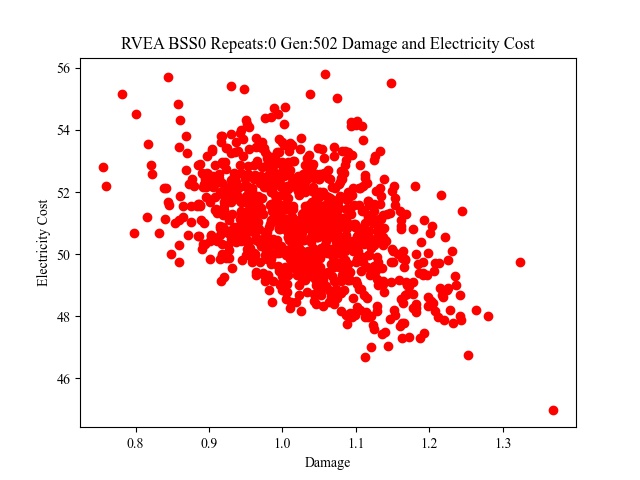 RVEA BSS0 Repeats:0 Gen:502 Damage and Electricity Cost
56
54
52
50
48
46
Electricity Cost
0.8 0.9 1.0 1.1 1.2 1.3
Damage